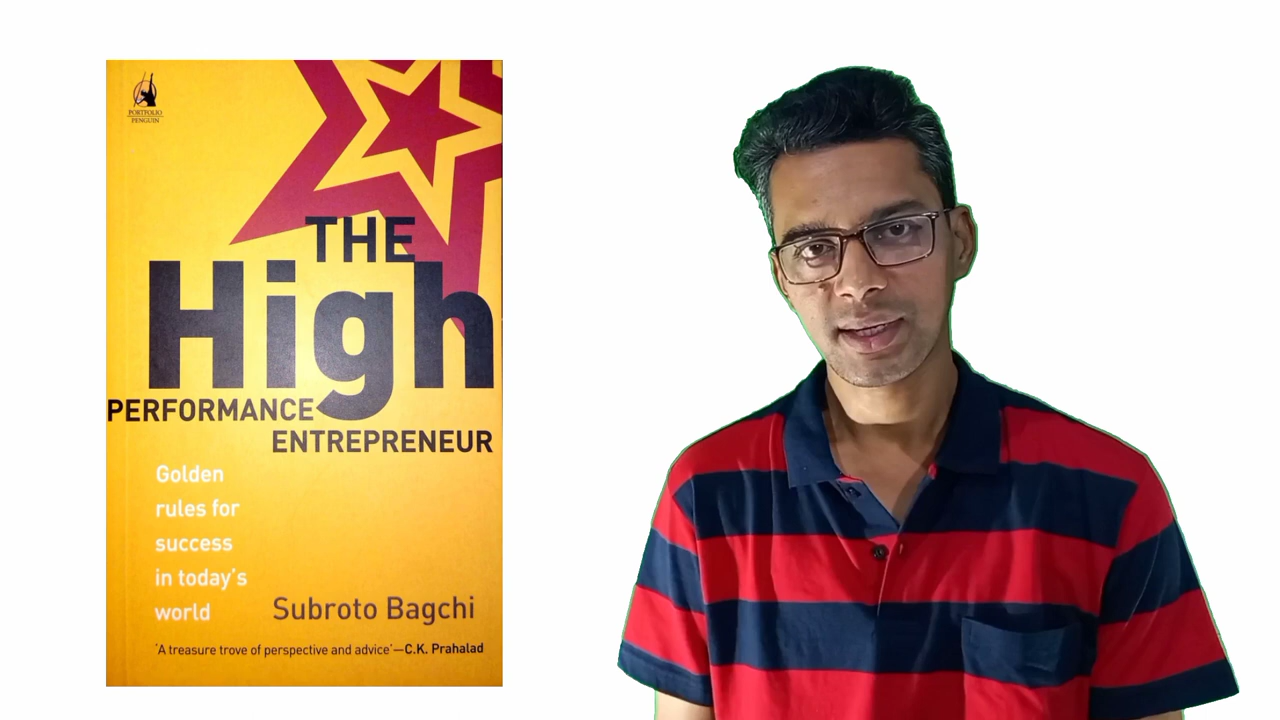 PORTFOLIO
PENGUIN
THE
High
PERFORMANCE
ENTREPRENEUR
Golden
rules for
success
in today's
world
Subroto Bagchi
'A treasure trove of perspective and advice'—C.K. Prahalad